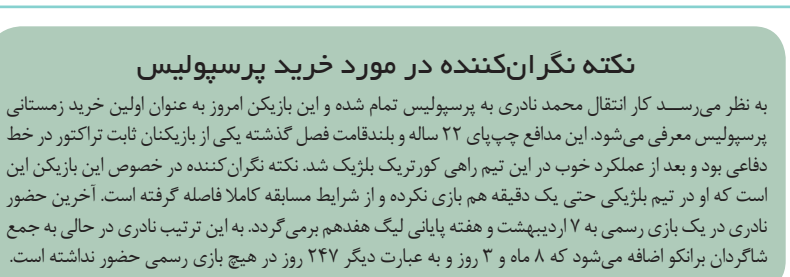 نکته نگران‌کننده در مورد خرید پرسپولیس
به نظر می‌رســد کار انتقال محمد نادری به پرسپولیس تمام شده و این بازیکن امروز به عنوان اولین خرید زمستانی
پرسپولیس معرفی می‌شود. این مدافع چپ‌پای ۲۲ ساله و بلندقامت فصل گذشته یکی از بازیکنان ثابت تراکتور در خط
دفاعی بود و بعد از عملکرد خوب در این تیم راهی کورتریک بلژیک شد. نکته نگران‌کننده در خصوص این بازیکن این
است که او در تیم بلژیکی حتی یک دقیقه هم بازی نکرده و از شرایط مسابقه کاملا فاصله گرفته است. آخرین حضور
نادری در یک بازی رسمی به ۷ اردیبهشت و هفته پایانی لیگ هفدهم برمی‌گردد. به این ترتیب نادری در حالی به جمع
شاگردان برانکو اضافه می‌شود که ۸ ماه و ۳ روز و به عبارت دیگر ۲۴۷ روز در هیچ بازی رسمی حضور نداشته است.